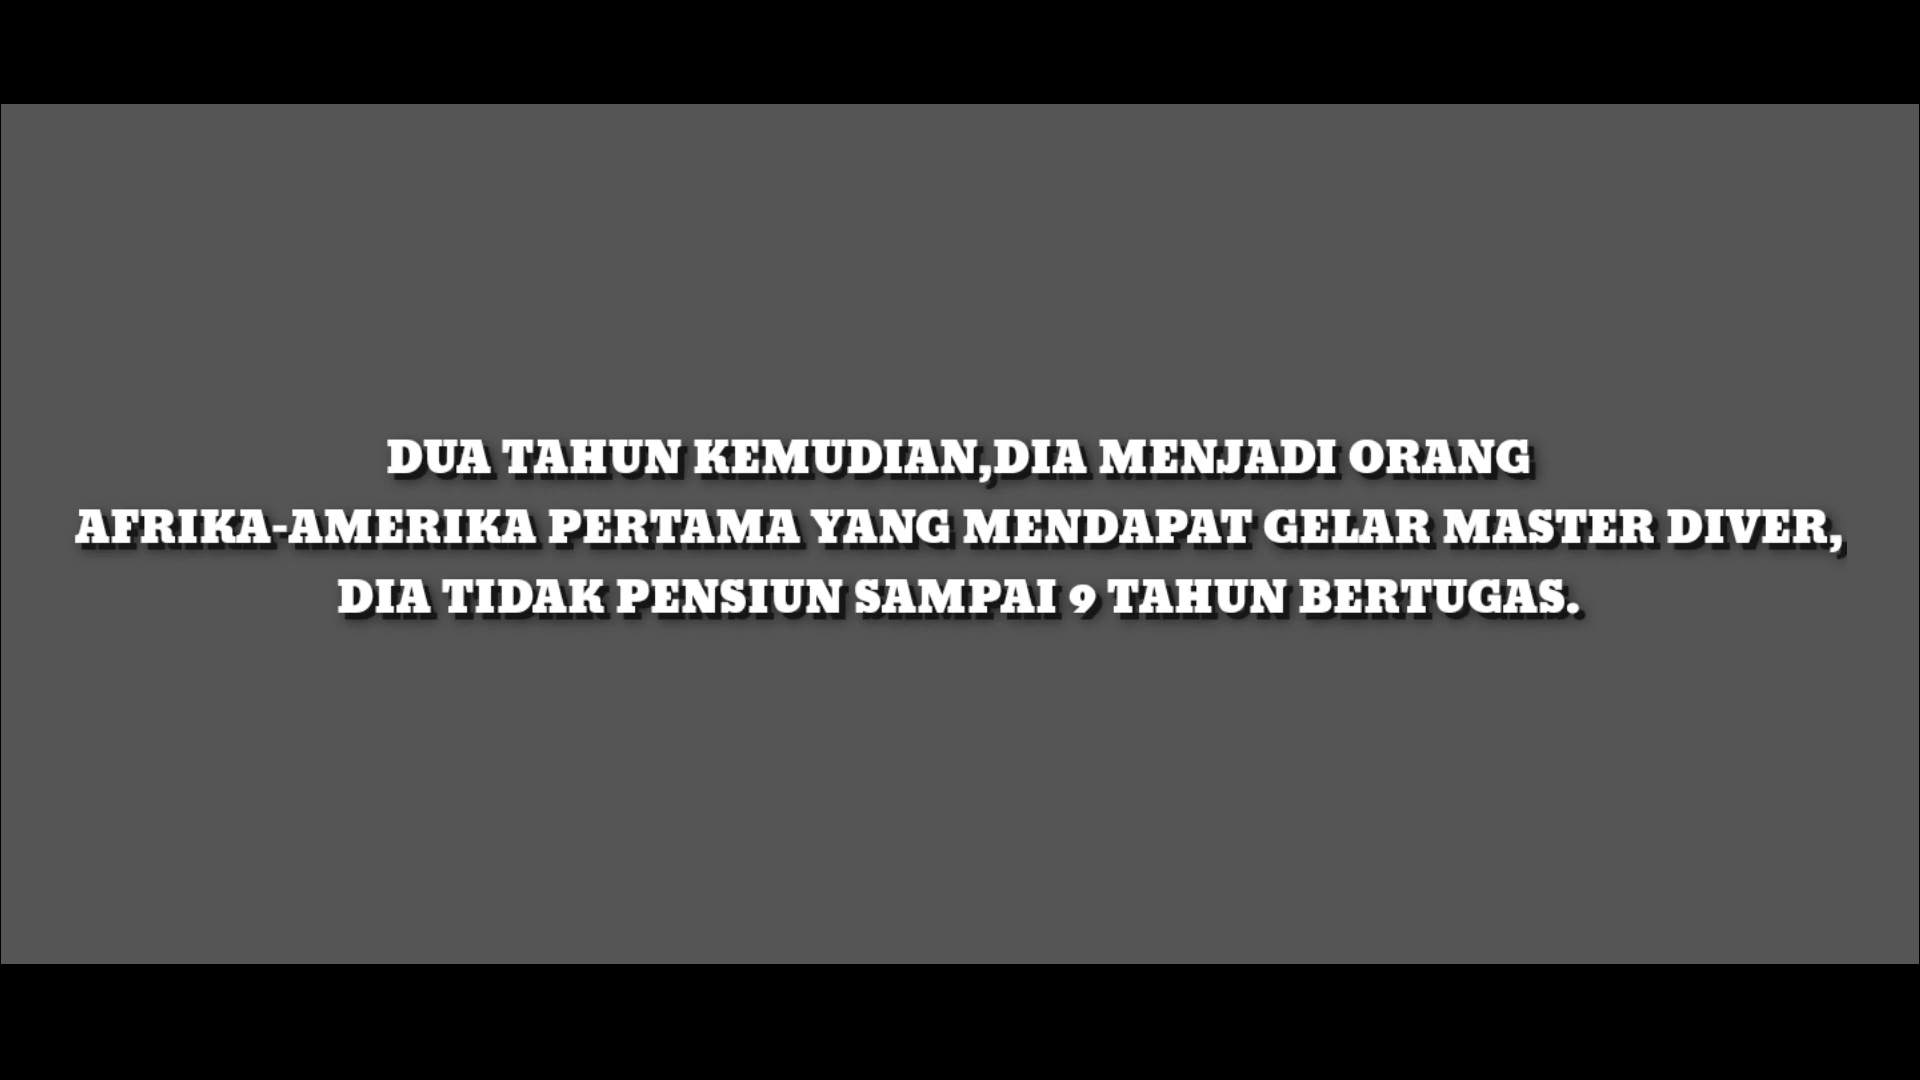 DUA TAHUN KEMUDIAN,DIA MENJADI ORANG
AFRIKA-AMERIKA PERTAMA YANG MENDAPAT GELAR MASTER DIVER,
DIA TIDAK PENSIUN SAMPAI 9 TAHUN BERTUGAS.